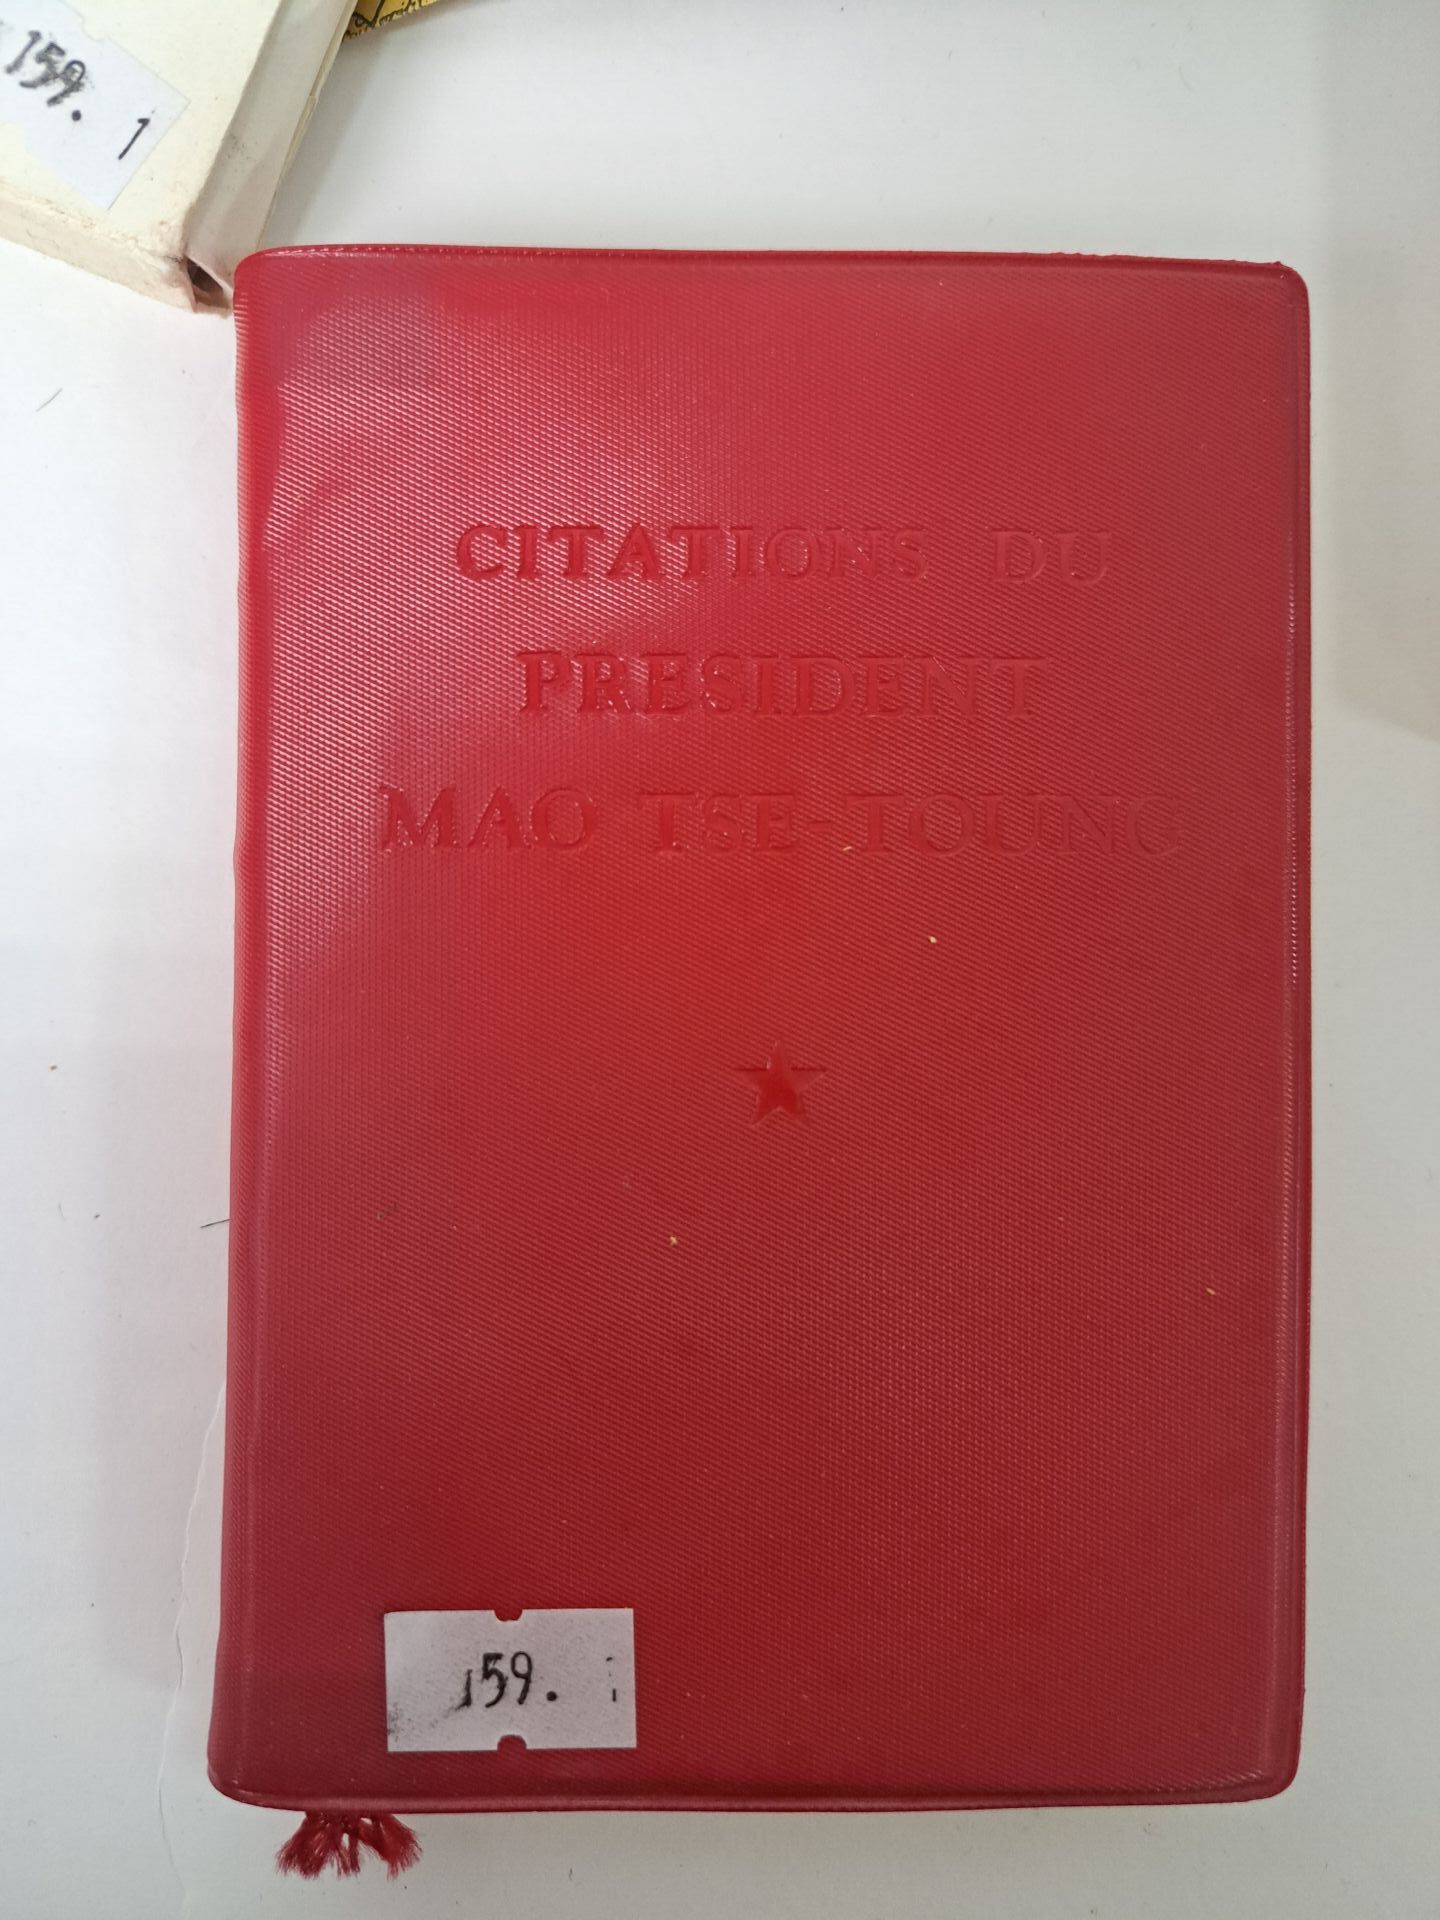 159. 1
CITATIONS DU
PRESIDENT
MAO TSE-TOUNG
159.